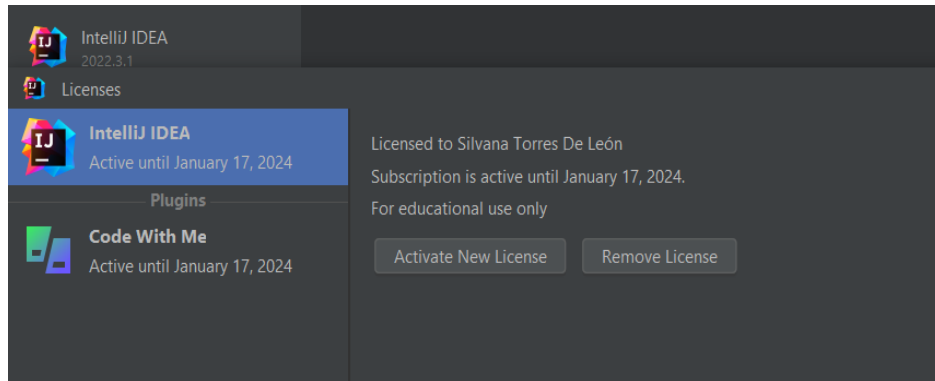 IntelliJ IDEA
2022.3.1
Licenses
IntelliJ IDEA
Active until January 17, 2024
Plugins
Code With Me
Active until January 17, 2024
Licensed to Silvana Torres De León
Subscription is active until January 17, 2024.
For educational use only
Activate New License
Remove License